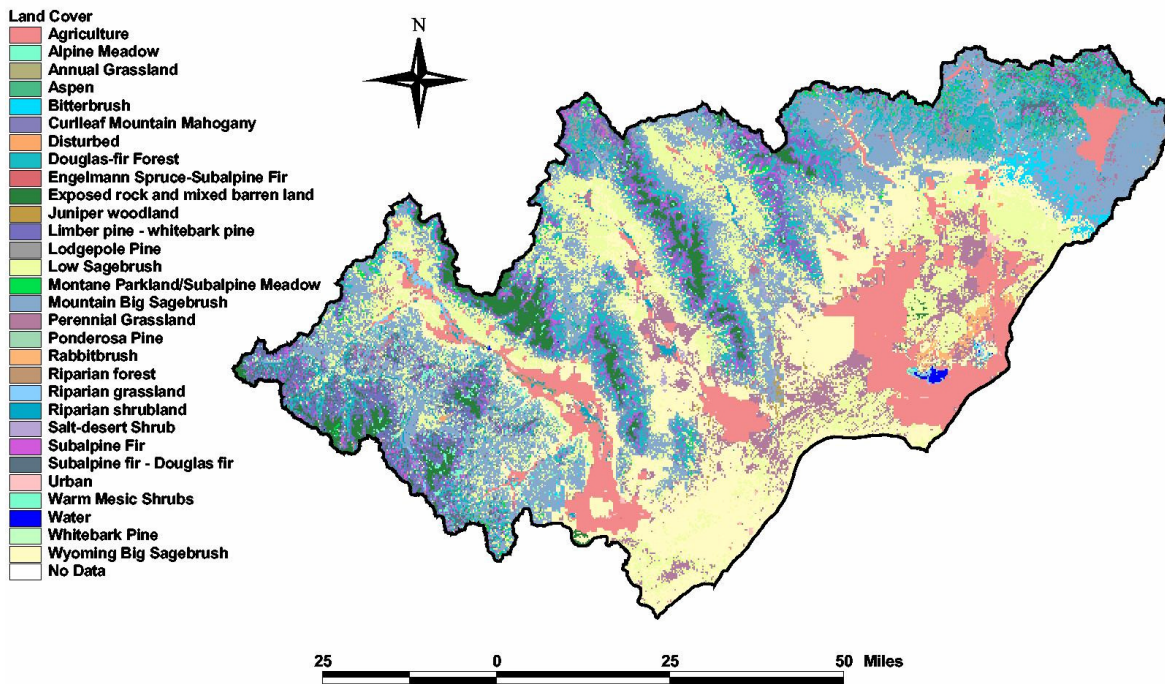 Land Cover
Agriculture
Alpine Meadow
Annual Grassland
Aspen
Bitterbrush
Curlleaf Mountain Mahogany
Disturbed
Douglas-fir Forest
Engelmann Spruce-Subalpine Fir
Exposed rock and mixed barren land
Juniper woodland
Limber pine - whitebark pine
Lodgepole Pine
Low Sagebrush
Montane Parkland/Subalpine Meadow
Mountain Big Sagebrush
Perennial Grassland
Ponderosa Pine
Rabbitbrush
Riparian forest
Riparian grassland
Riparian shrubland
Salt-desert Shrub
Subalpine Fir
Subalpine fir - Douglas fir
Urban
Warm Mesic Shrubs
Water
Whitebark Pine
Wyoming Big Sagebrush
No Data
N
25 0 25 50 Miles